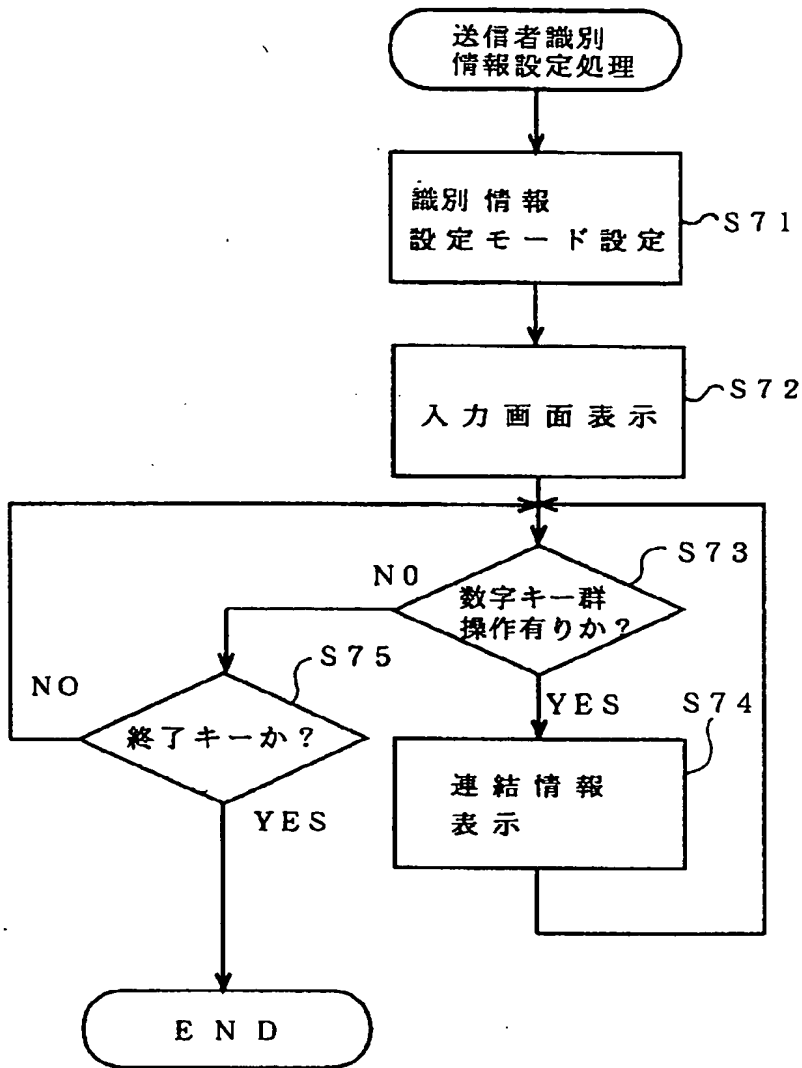 送信者識別
情報設定処理
識別情報
設定モード設定
S71
入力画面表示
S72
S73
数字キー群
操作有りか？
NO
YES
S75
終了キーか？
NO
YES
S74
連結情報
表示
END